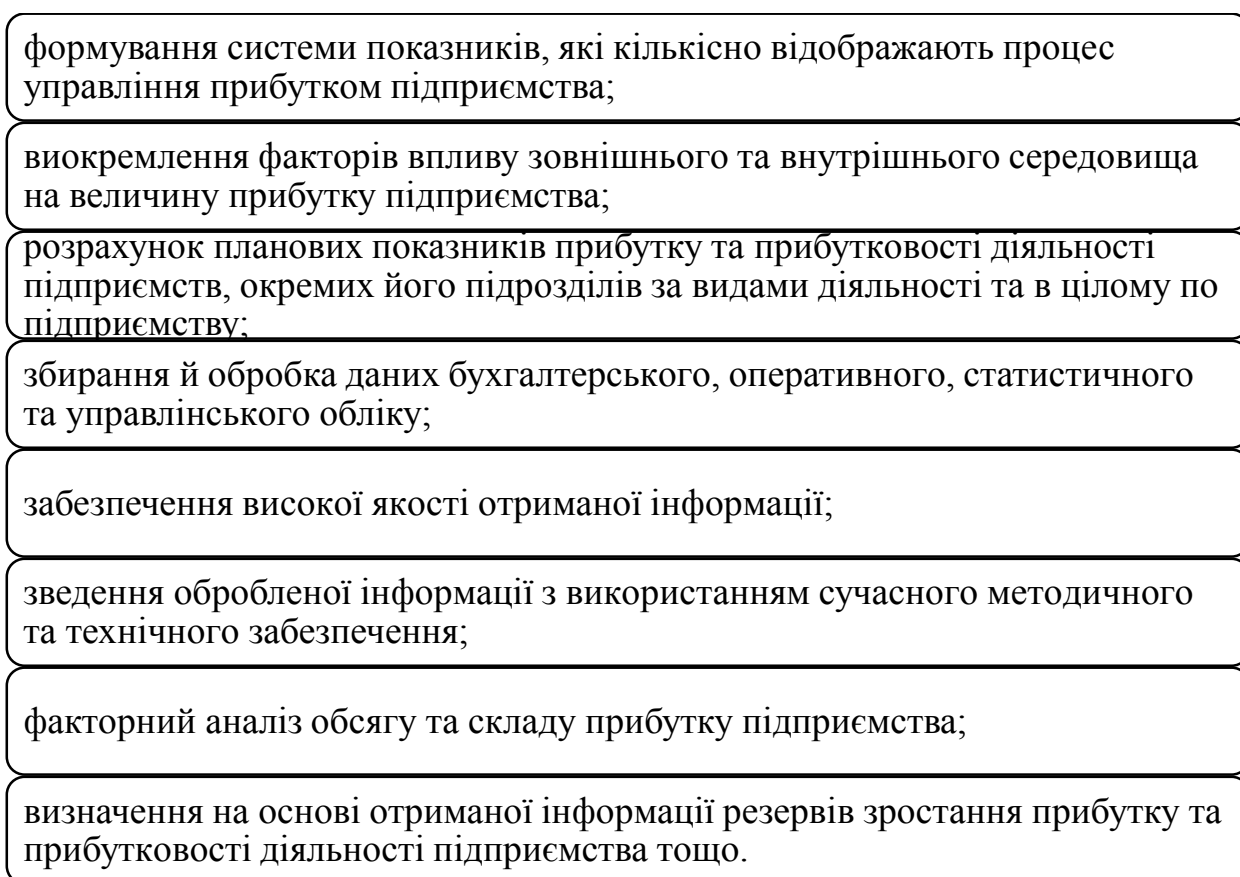 формування системи показників, які кількісно відображають процес
управління прибутком підприємства;
виокремлення факторів впливу зовнішнього та внутрішнього середовища
на величину прибутку підприємства;
розрахунок планових показників прибутку та прибутковості діяльності
підприємств, окремих його підрозділів за видами діяльності та в цілому по
підприємству;
збирання й обробка даних бухгалтерського, оперативного, статистичного
та управлінського обліку;
забезпечення високої якості отриманої інформації;
зведення обробленої інформації з використанням сучасного методичного
та технічного забезпечення;
факторний аналіз обсягу та складу прибутку підприємства;
визначення на основі отриманої інформації резервів зростання прибутку та
прибутковості діяльності підприємства тощо.